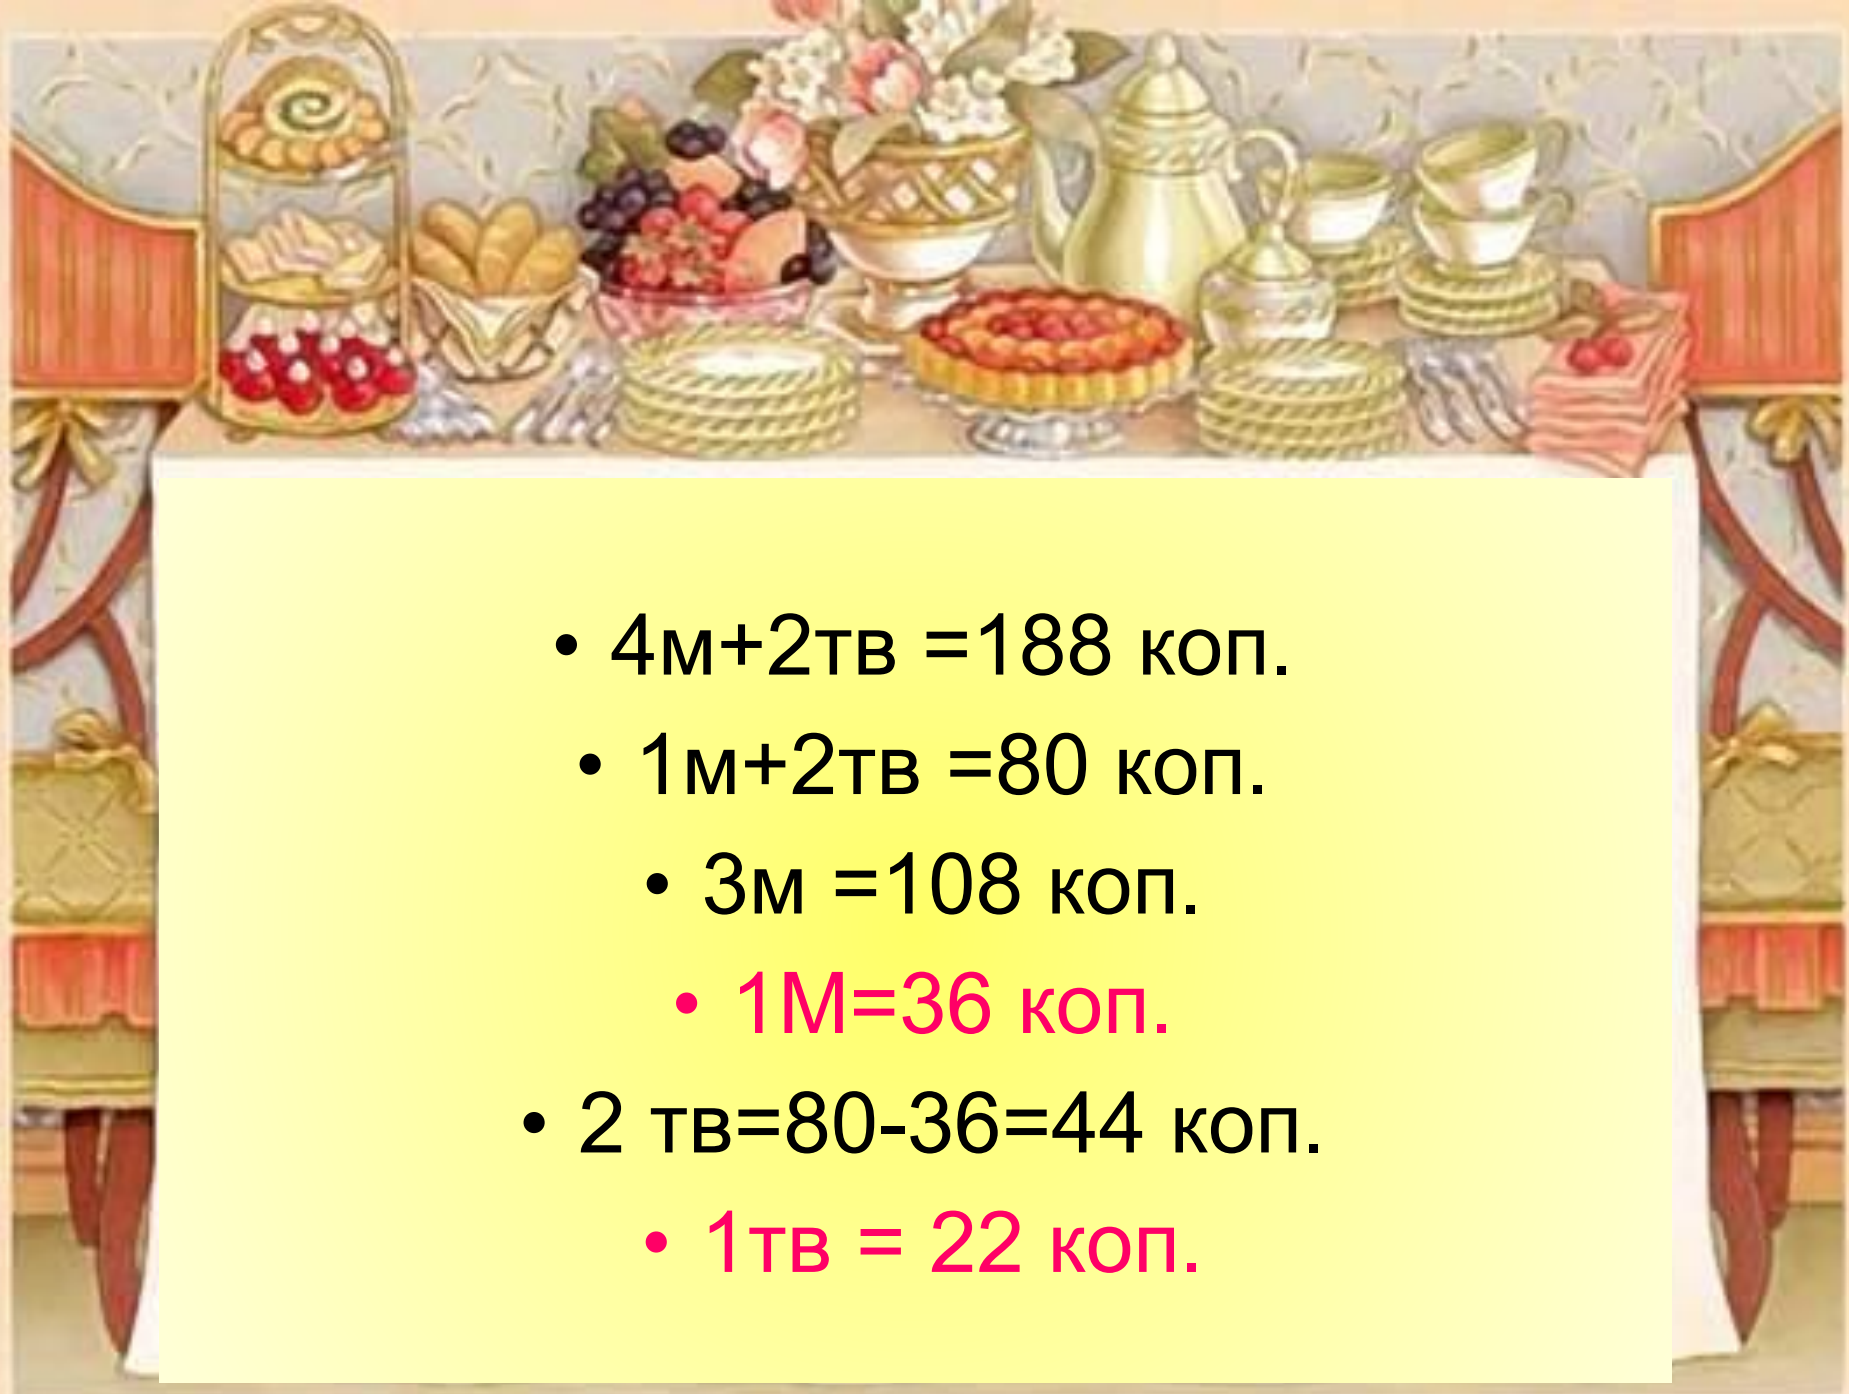 • 4м+2тв =188 коп.
• 1м+2тв =80 коп.
• 3м =108 коп.
• 1М=36 коп.
• 2 тв=80-36=44 коп.
• 1тв = 22 коп.